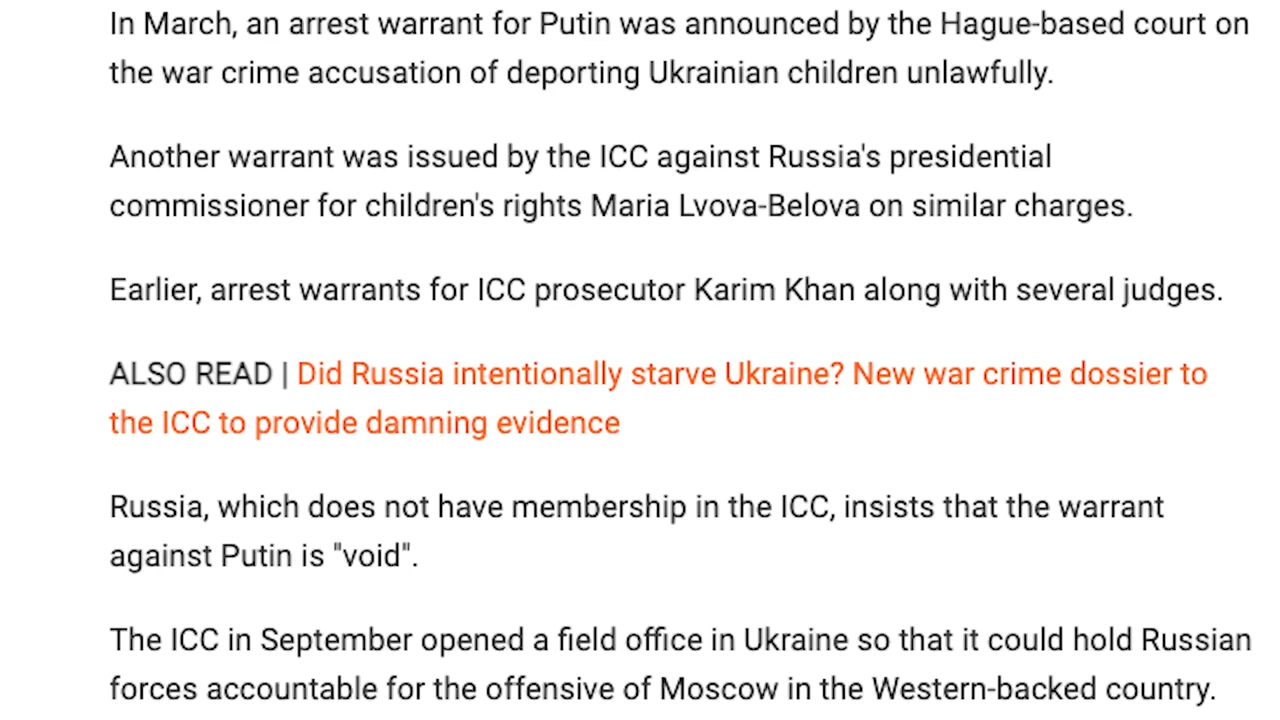 In March, an arrest warrant for Putin was announced by the Hague-based court on
the war crime accusation of deporting Ukrainian children unlawfully.
Another warrant was issued by the ICC against Russia's presidential
commissioner for children's rights Maria Lvova-Belova on similar charges.
Earlier, arrest warrants for ICC prosecutor Karim Khan along with several judges.
ALSO READ | Did Russia intentionally starve Ukraine? New war crime dossier to
the ICC to provide damning evidence
Russia, which does not have membership in the ICC, insists that the warrant
against Putin is "void".
The ICC in September opened a field office in Ukraine so that it could hold Russian
forces accountable for the offensive of Moscow in the Western-backed country.